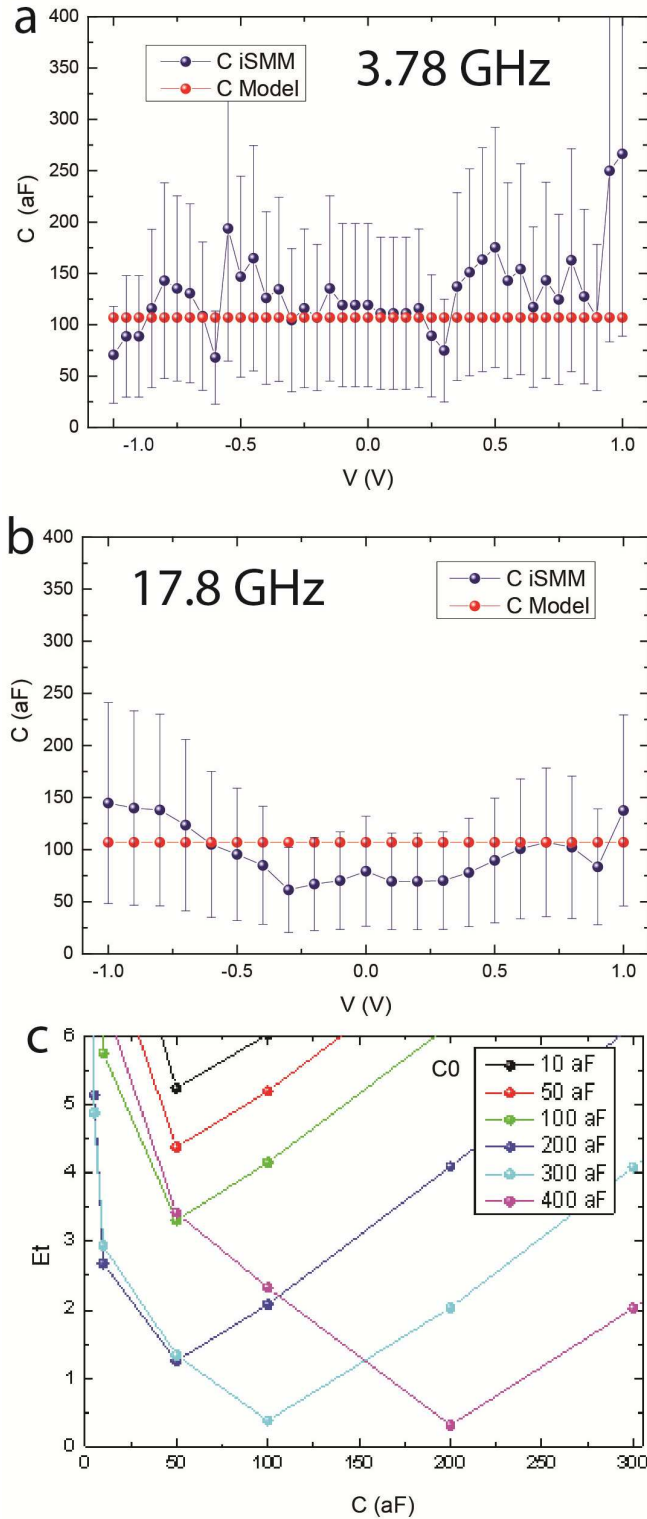 a
400
350
300
250
200
150
100
50
0
C (aF)
C iSMM
C Model
3.78 GHz
-1.0
-0.5
0.0
0.5
1.0
V (V)
b
400
350
300
250
200
150
100
50
0
C (aF)
17.8 GHz
C iSMM
C Model
-1.0
-0.5
0.0
0.5
1.0
V (V)
c
6
5
4
3
2
1
0
Et
C0
10 aF
50 aF
100 aF
200 aF
300 aF
400 aF
0
50
100
150
200
250
300
C (aF)